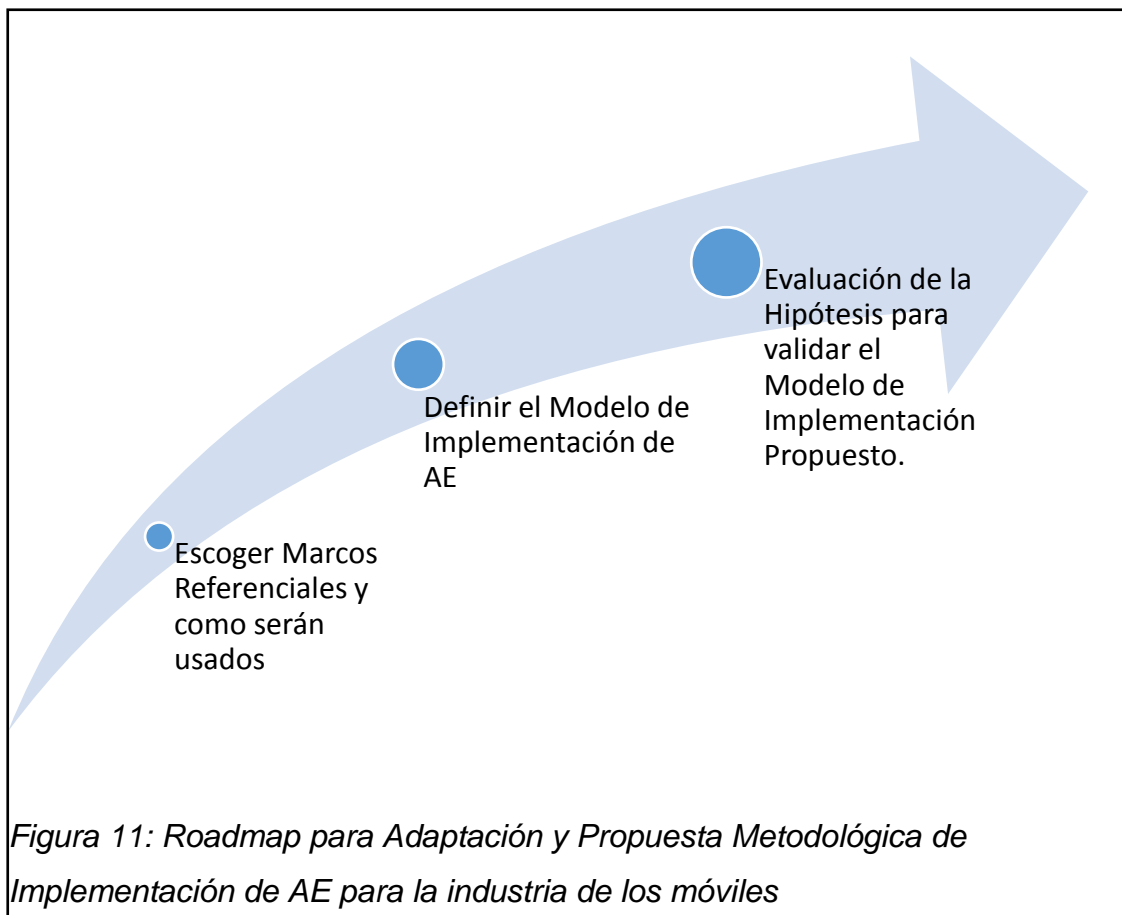 Evaluación de la
Hipótesis para
validar el
Modelo de
Implementación
Propuesto.
Definir el Modelo de
Implementación de
AE
Escoger Marcos
Referenciales y
como serán
usados
Figura 11: Roadmap para Adaptación y Propuesta Metodológica de
Implementación de AE para la industria de los móviles